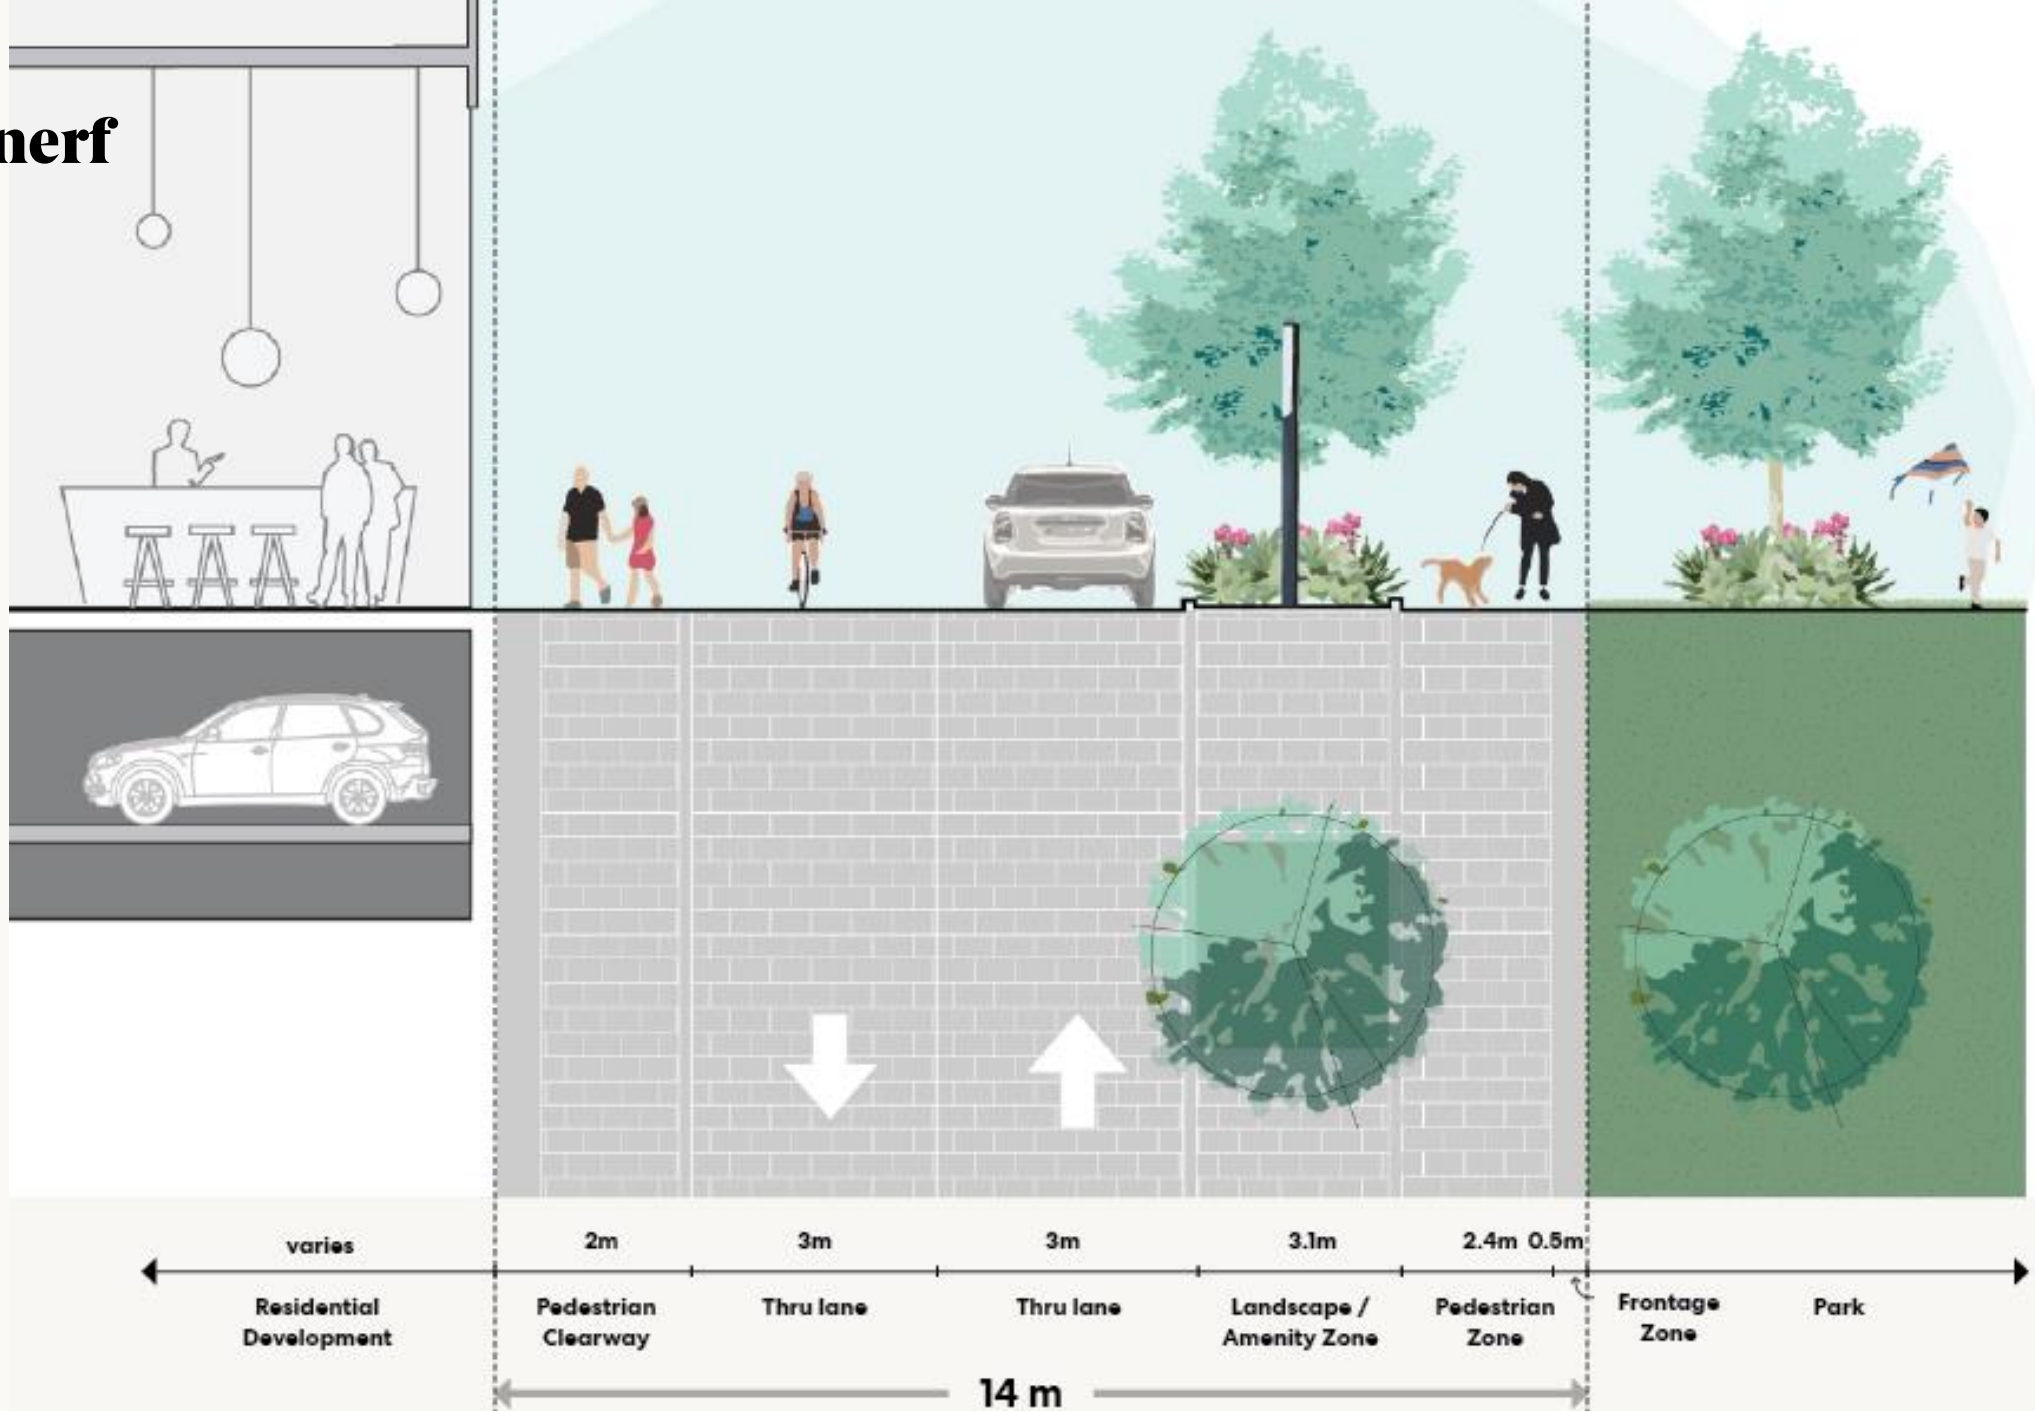 nerf
varies
2m
3m
3m
3.1m
2.4m
0.5m
Residential
Development
Pedestrian
Clearway
Thru lane
Thru lane
Landscape /
Amenity Zone
Pedestrian
Zone
Frontage
Zone
Park
14 m